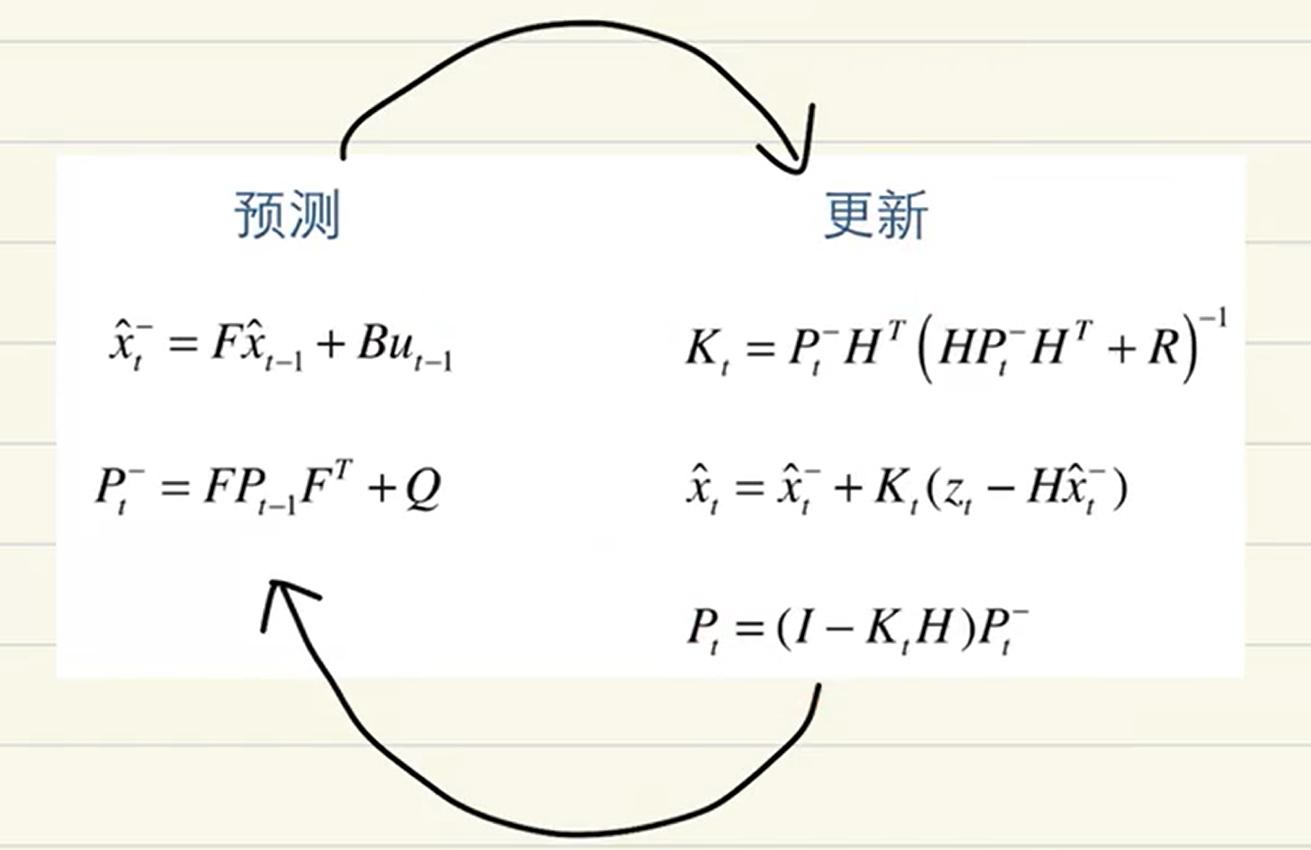 预测
$\hat{x}_t^- = F\hat{x}_{t-1} + Bu_{t-1}$
$P_t^- = FP_{t-1}F^T + Q$
更新
$K_t = P_t^- H^T \left( HP_t^- H^T + R \right)^{-1}$
$\hat{x}_t = \hat{x}_t^- + K_t(z_t - H\hat{x}_t^-)$
$P_t = (I - K_t H)P_t^-$